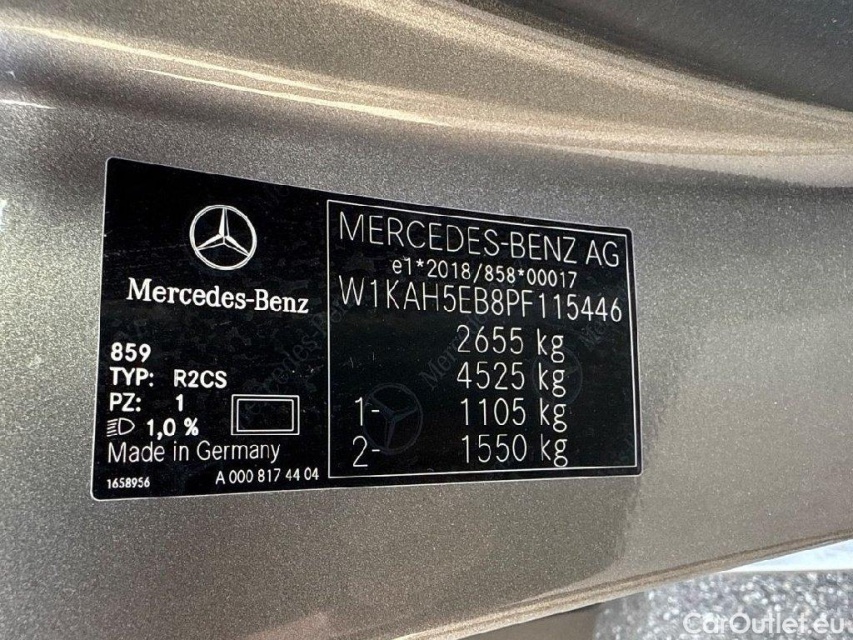 Mercedes-Benz
859
TYP: R2CS
PZ: 1
1,0 %
Made in Germany
1658956 A 000 817 44 04
MERCEDES-BENZ AG
e1*2018/858*00017
W1KAH5EB8PF115446
2655 kg
4525 kg
1- 1105 kg
2- 1550 kg
CarOutlet.eu